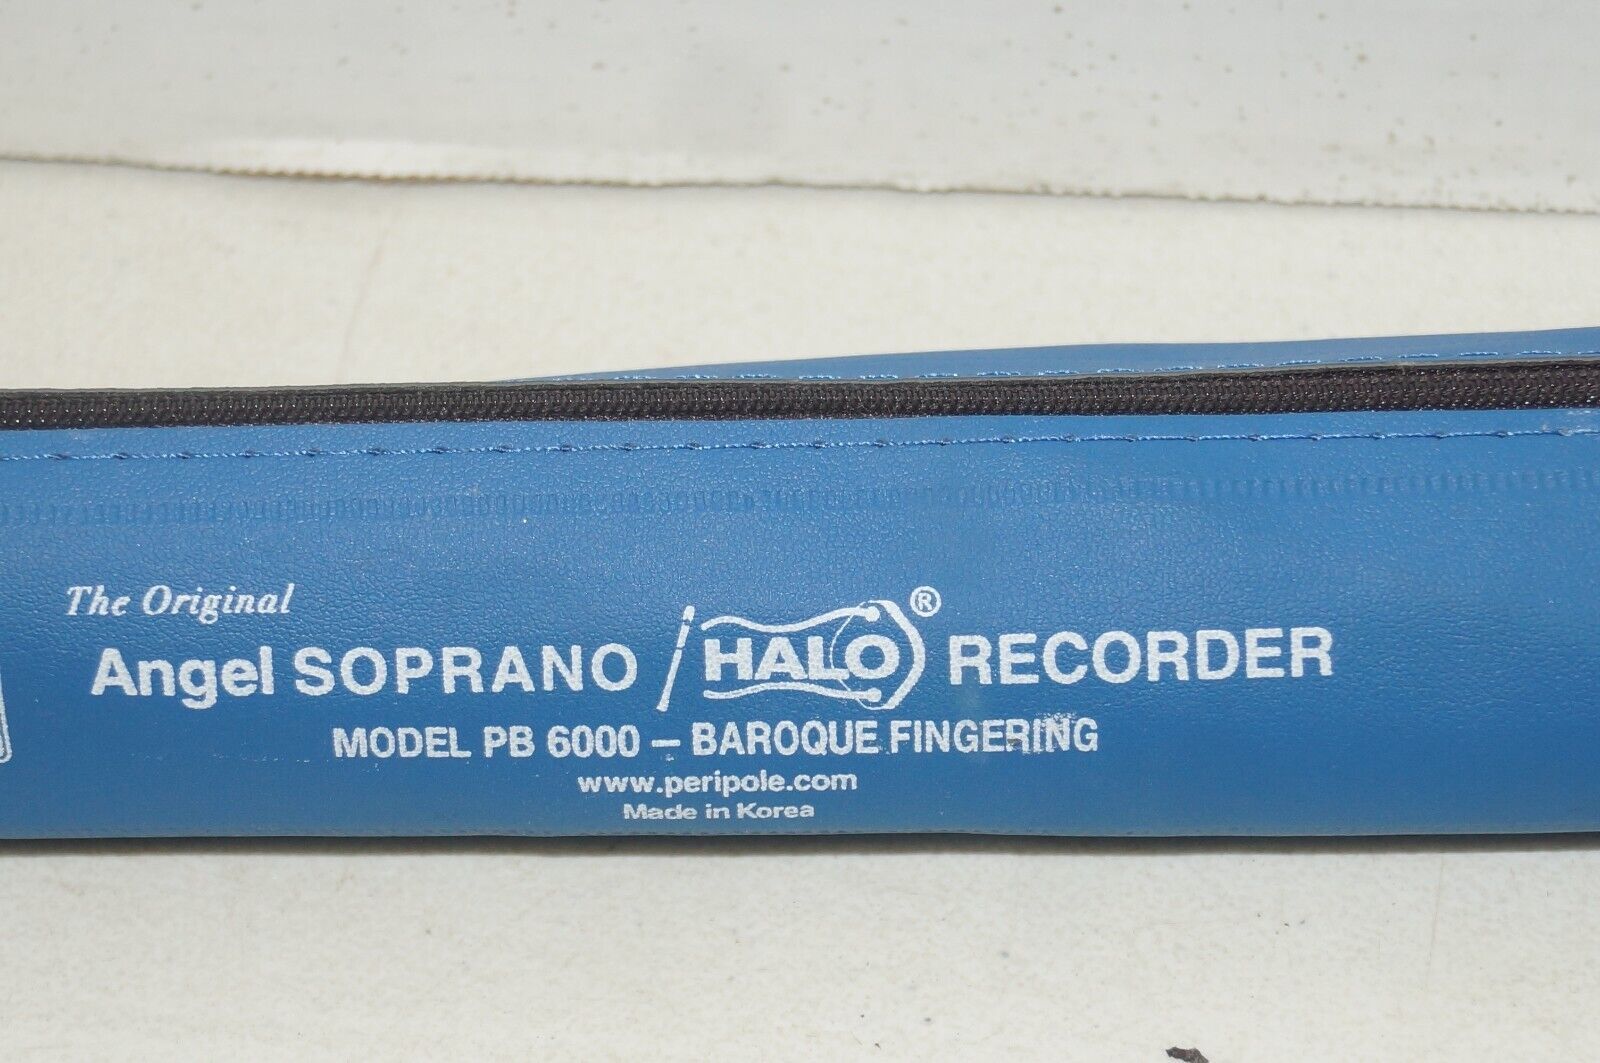 The Original
Angel SOPRANO HALO® RECORDER
MODEL PB 6000 – BAROQUE FINGERING
www.peripole.com
Made in Korea